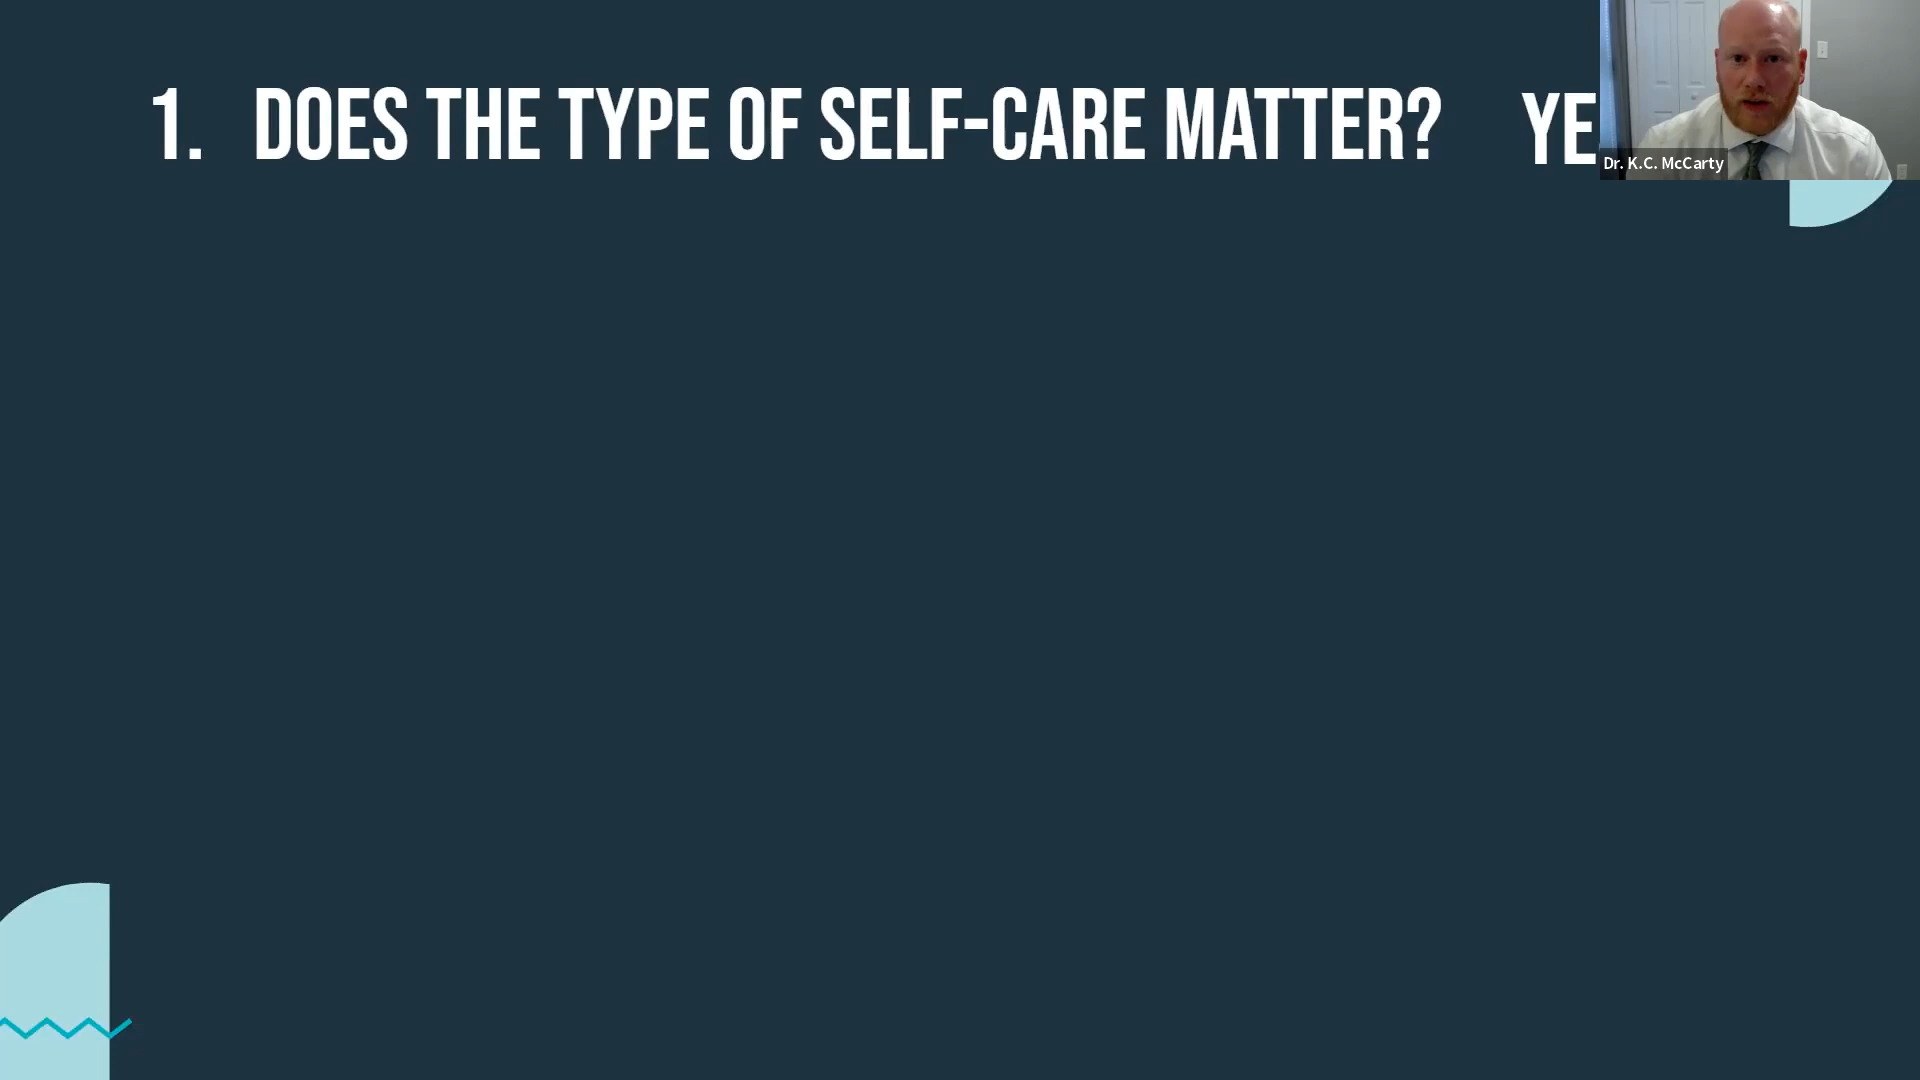 1. DOES THE TYPE OF SELF-CARE MATTER? YE
Dr. K.C. McCarty